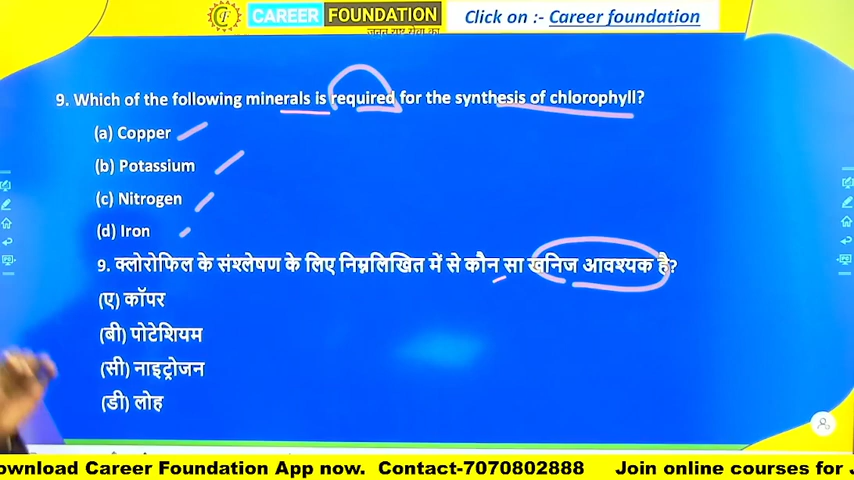 CAREER FOUNDATION
Click on :- Career foundation
9. Which of the following minerals is required for the synthesis of chlorophyll?
(a) Copper
(b) Potassium
(c) Nitrogen
(d) Iron
9. क्लोरोफिल के संश्लेषण के लिए निम्नलिखित में से कौन सा खनिज आवश्यक है?
(ए) कॉपर
(बी) पोटेशियम
(सी) नाइट्रोजन
(डी) लोह
ownload Career Foundation App now. Contact-7070802888 Join online courses for J